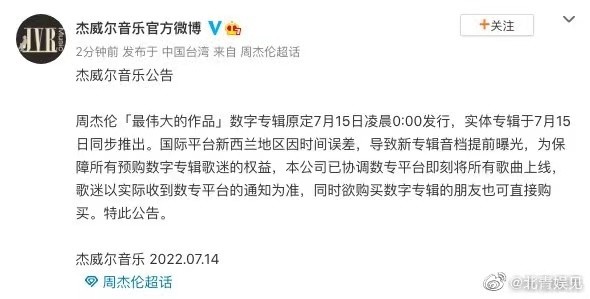 JVR Music
杰威尔音乐官方微博
+关注
2分钟前 发布于 中国台湾 来自 周杰伦超话
杰威尔音乐公告
周杰伦「最伟大的作品」数字专辑原定7月15日凌晨0:00发行，实体专辑于7月15
日同步推出。国际平台新西兰地区因时间误差，导致新专辑音档提前曝光，为保
障所有预购数字专辑歌迷的权益，本公司已协调数专平台即刻将所有歌曲上线，
歌迷以实际收到数专平台的通知为准，同时欲购买数字专辑的朋友也可直接购
买。特此公告。
杰威尔音乐 2022.07.14
周杰伦超话
@北青娱见